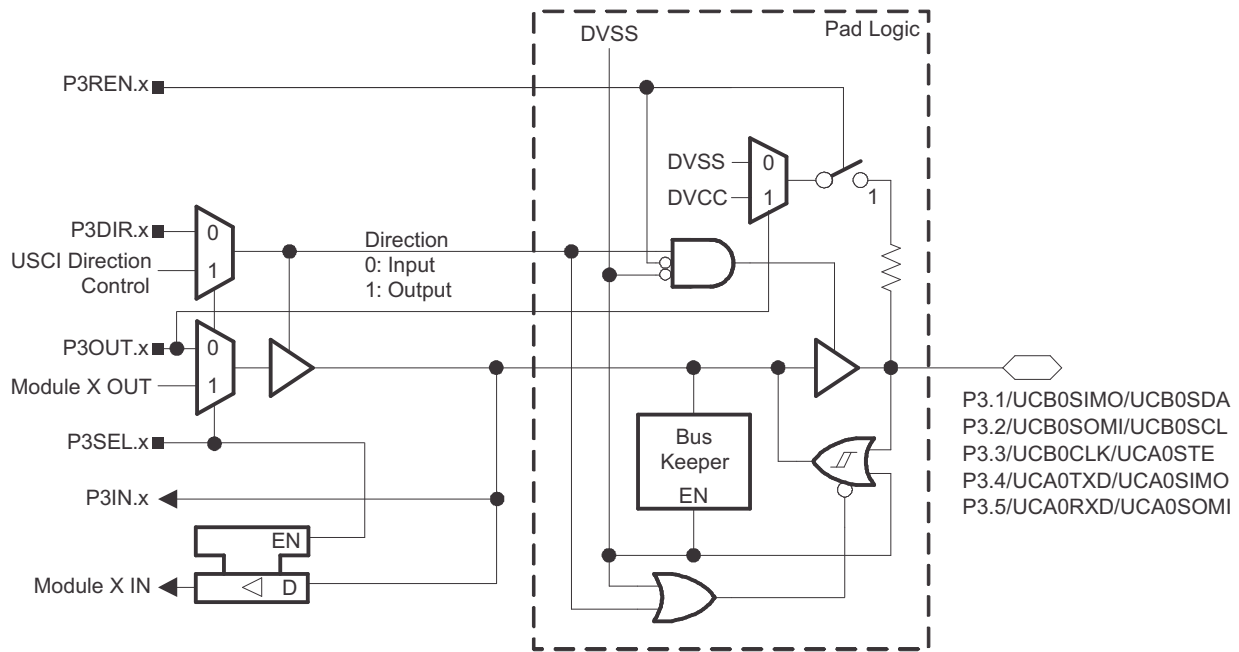 Pad Logic
DVSS
P3REN.x
DVSS
0
DVCC
1
1
P3DIR.x
0
USCI Direction
Control
1
Direction
0: Input
1: Output
P3OUT.x
0
Module X OUT
1
P3SEL.x
P3IN.x
EN
Module X IN
D
Bus
Keeper
EN
P3.1/UCB0SIMO/UCB0SDA
P3.2/UCB0SOMI/UCB0SCL
P3.3/UCB0CLK/UCA0STE
P3.4/UCA0TXD/UCA0SIMO
P3.5/UCA0RXD/UCA0SOMI